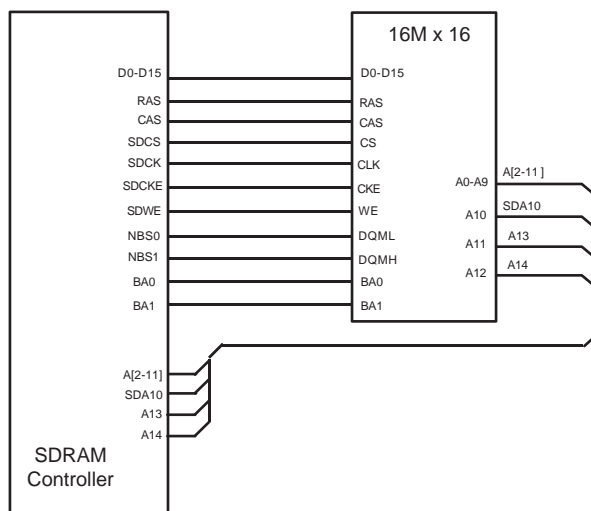 16M x 16
D0-D15 D0-D15
RAS RAS
CAS CAS
SDCS CS
SDCK CLK
SDCKE CKE
SDWE WE
NBS0 DQML
NBS1 DQMH
BA0 BA0
BA1 BA1
A0-A9 A[2-11]
A10 SDA10
A11 A13
A12 A14
A[2-11]
SDA10
A13
A14
SDRAM
Controller